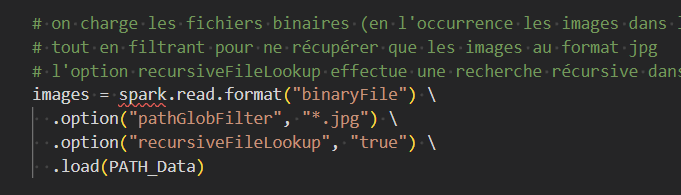 # on charge les fichiers binaires (en l'occurrence les images dans
# tout en filtrant pour ne récupérer que les images au format jpg
# l'option recursiveFileLookup effectue une recherche récursive dans
images = spark.read.format("binaryFile") \
.option("pathGlobFilter", "*.jpg") \
.option("recursiveFileLookup", "true") \
.load(PATH_Data)